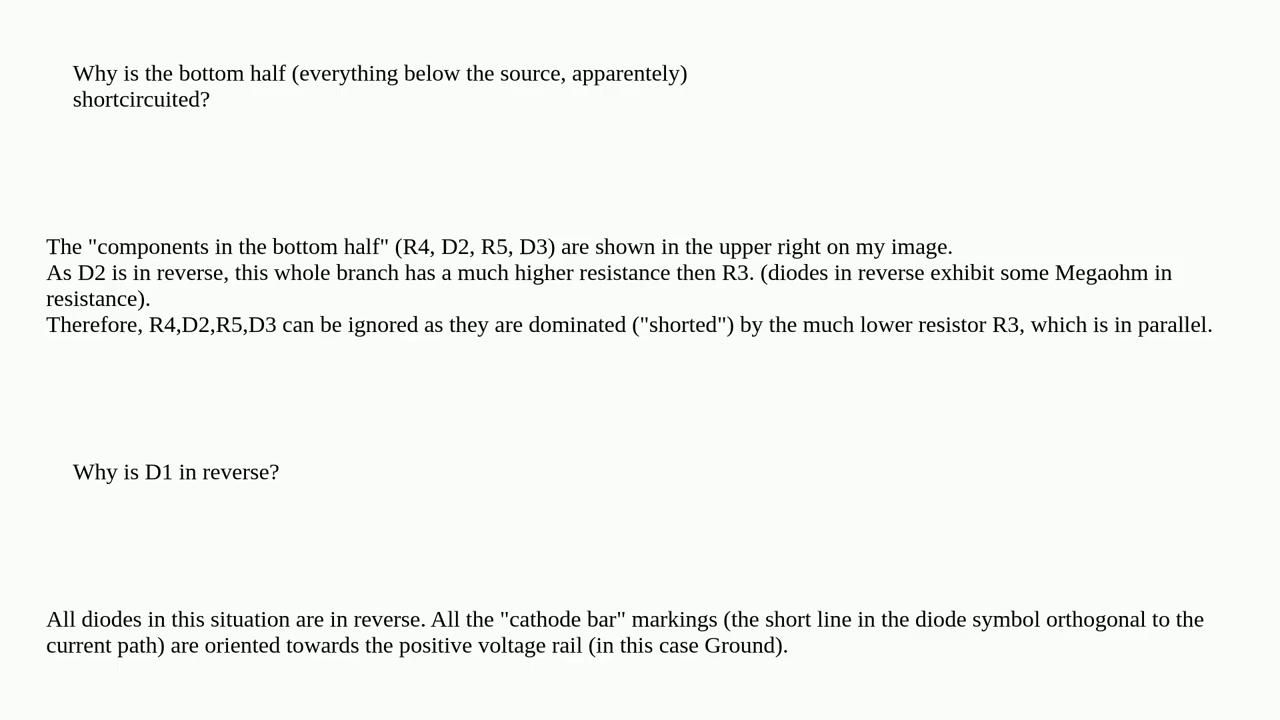 Why is the bottom half (everything below the source, apparentely)
shortcircuited?
The "components in the bottom half" (R4, D2, R5, D3) are shown in the upper right on my image.
As D2 is in reverse, this whole branch has a much higher resistance then R3. (diodes in reverse exhibit some Megaohm in
resistance).
Therefore, R4,D2,R5,D3 can be ignored as they are dominated ("shorted") by the much lower resistor R3, which is in parallel.
Why is D1 in reverse?
All diodes in this situation are in reverse. All the "cathode bar" markings (the short line in the diode symbol orthogonal to the
current path) are oriented towards the positive voltage rail (in this case Ground).